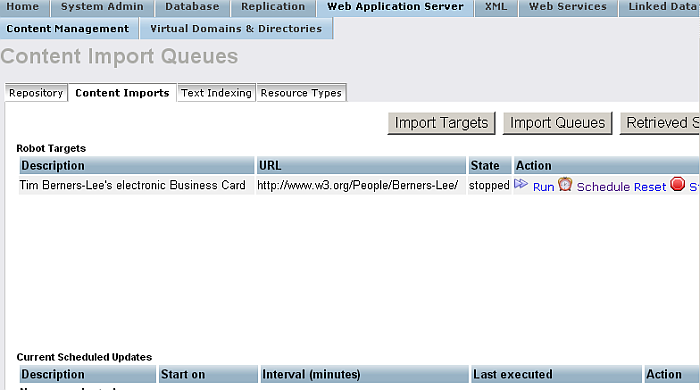 Home System Admin Database Replication Web Application Server XML Web Services Linked Data
Content Management Virtual Domains & Directories
Content Import Queues
Repository Content Imports Text Indexing Resource Types
Import Targets Import Queues Retrieved S
Robot Targets
Description URL State Action
Tim Berners-Lee's electronic Business Card http://www.w3.org/People/Berners-Lee/ stopped Run Schedule Reset S
Current Scheduled Updates
Description Start on Interval (minutes) Last executed Action